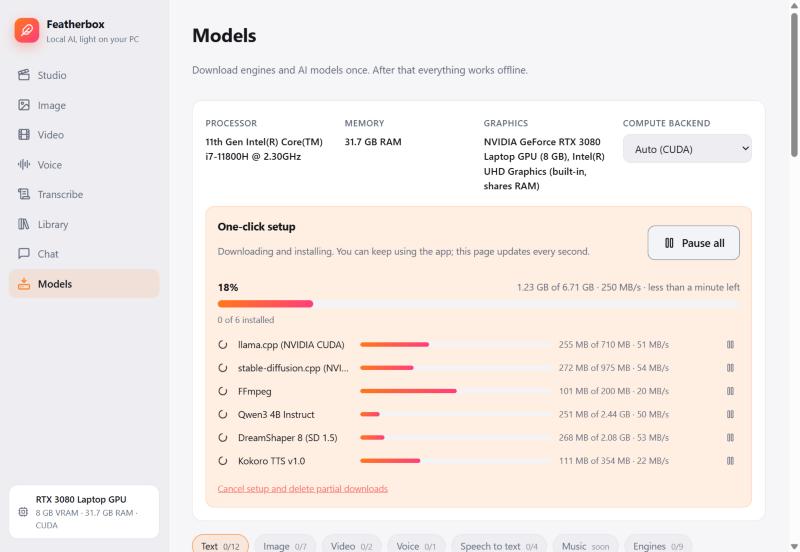 Featherbox
Local AI, light on your PC
Studio
Image
Video
Voice
Transcribe
Library
Chat
Models
RTX 3080 Laptop GPU
8 GB VRAM · 31.7 GB RAM ·
CUDA
Models
Download engines and AI models once. After that everything works offline.
PROCESSOR
11th Gen Intel(R) Core(TM)
i7-11800H @ 2.30GHz
MEMORY
31.7 GB RAM
GRAPHICS
NVIDIA GeForce RTX 3080
Laptop GPU (8 GB), Intel(R)
UHD Graphics (built-in,
shares RAM)
COMPUTE BACKEND
Auto (CUDA)
One-click setup
Downloading and installing. You can keep using the app; this page updates every second.
Pause all
18%
1.23 GB of 6.71 GB · 250 MB/s · less than a minute left
0 of 6 installed
llama.cpp (NVIDIA CUDA) 255 MB of 710 MB · 51 MB/s
stable-diffusion.cpp (NVI... 272 MB of 975 MB · 54 MB/s
FFmpeg 101 MB of 200 MB · 20 MB/s
Qwen3 4B Instruct 251 MB of 2.44 GB · 50 MB/s
DreamShaper 8 (SD 1.5) 268 MB of 2.08 GB · 53 MB/s
Kokoro TTS v1.0 111 MB of 354 MB · 22 MB/s
Cancel setup and delete partial downloads
Text 0/12 Image 0/7 Video 0/2 Voice 0/1 Speech to text 0/4 Music soon Engines 0/9